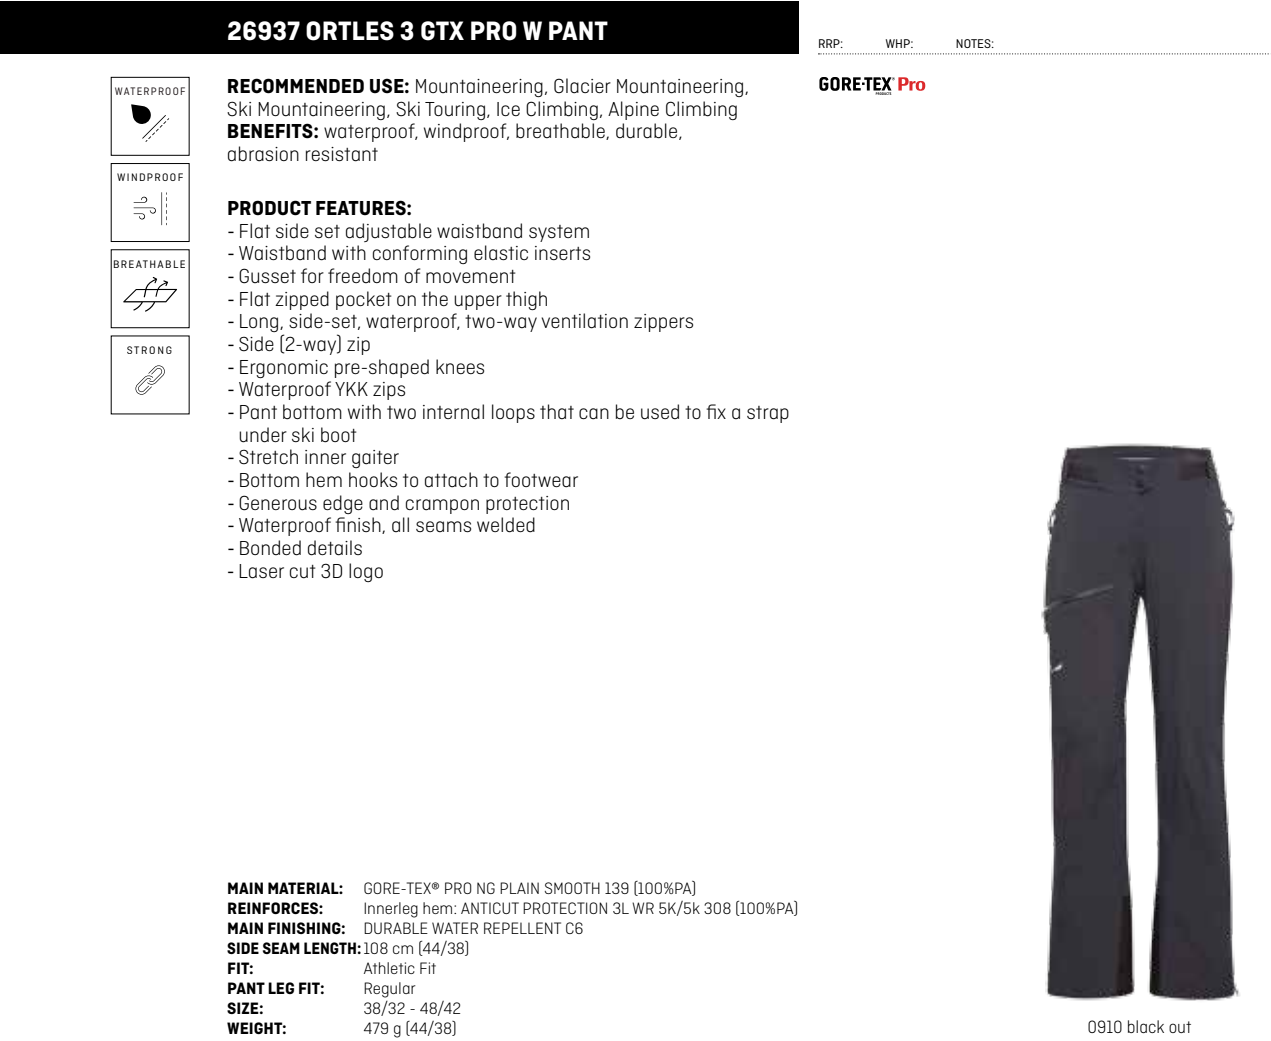 26937 ORTLES 3 GTX PRO W PANT
RRP: WHP: NOTES:
GORE-TEX® Pro
PRODUCTS
WATERPROOF
WINDPROOF
BREATHABLE
STRONG
RECOMMENDED USE: Mountaineering, Glacier Mountaineering,
Ski Mountaineering, Ski Touring, Ice Climbing, Alpine Climbing
BENEFITS: waterproof, windproof, breathable, durable,
abrasion resistant
PRODUCT FEATURES:
- Flat side set adjustable waistband system
- Waistband with conforming elastic inserts
- Gusset for freedom of movement
- Flat zipped pocket on the upper thigh
- Long, side-set, waterproof, two-way ventilation zippers
- Side (2-way) zip
- Ergonomic pre-shaped knees
- Waterproof YKK zips
- Pant bottom with two internal loops that can be used to fix a strap
under ski boot
- Stretch inner gaiter
- Bottom hem hooks to attach to footwear
- Generous edge and crampon protection
- Waterproof finish, all seams welded
- Bonded details
- Laser cut 3D logo
MAIN MATERIAL: GORE-TEX® PRO NG PLAIN SMOOTH 139 (100%PA)
REINFORCES: Innerleg hem: ANTICUT PROTECTION 3L WR 5K/5k 308 (100%PA)
MAIN FINISHING: DURABLE WATER REPELLENT C6
SIDE SEAM LENGTH: 108 cm (44/38)
FIT: Athletic Fit
PANT LEG FIT: Regular
SIZE: 38/32 - 48/42
WEIGHT: 479 g (44/38)
0910 black out